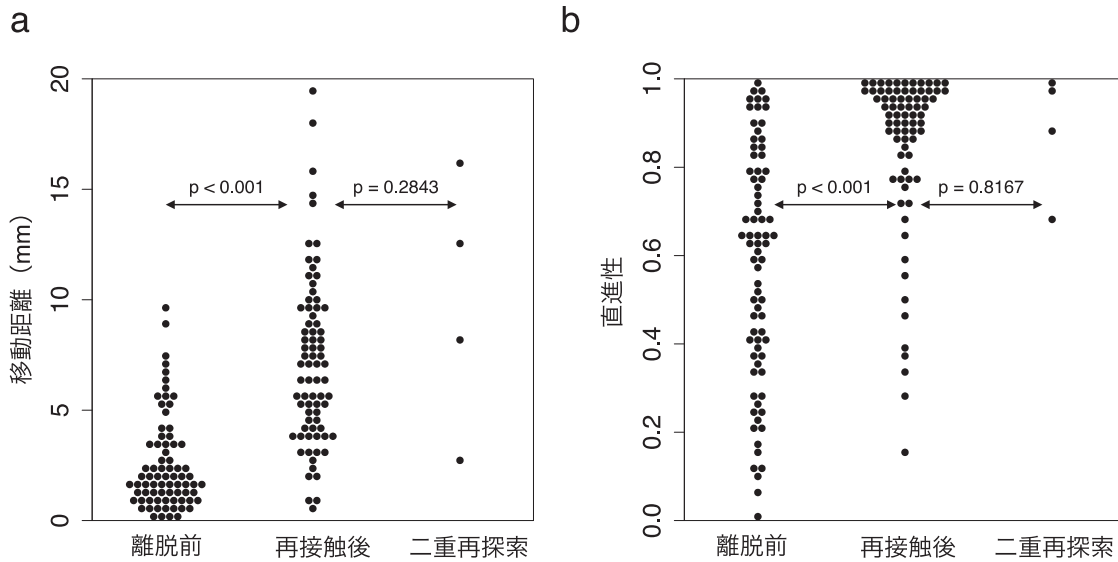 a
20
15
10
5
0
移動距離（mm）
p < 0.001
p = 0.2843
離脱前
再接触後
二重再探索
b
1.0
0.8
0.6
0.4
0.2
0.0
直進性
p < 0.001
p = 0.8167
離脱前
再接触後
二重再探索